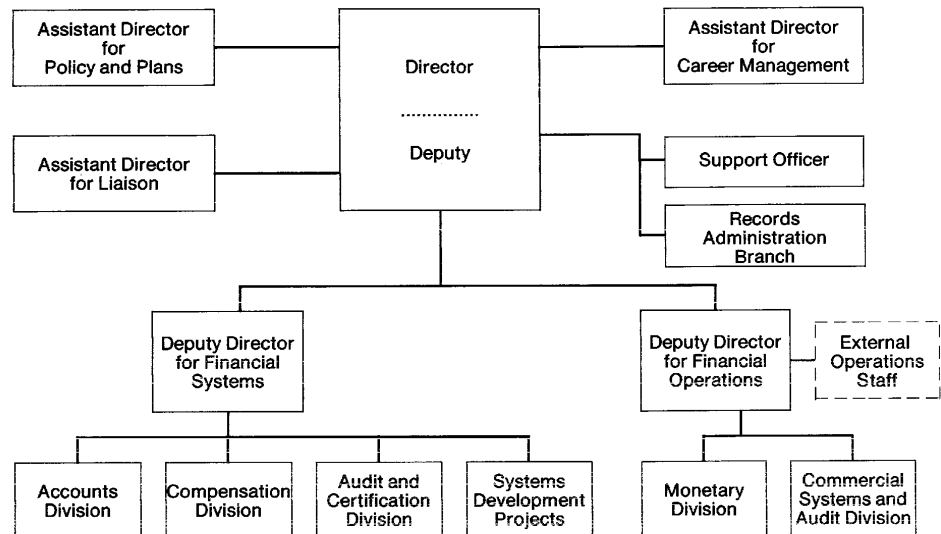 Assistant Director
for
Policy and Plans
Director
Deputy
Assistant Director
for
Career Management
Assistant Director
for Liaison
Support Officer
Records
Administration
Branch
Deputy Director
for Financial
Systems
Deputy Director
for Financial
Operations
External
Operations
Staff
Accounts
Division
Compensation
Division
Audit and
Certification
Division
Systems
Development
Projects
Monetary
Division
Commercial
Systems and
Audit Division